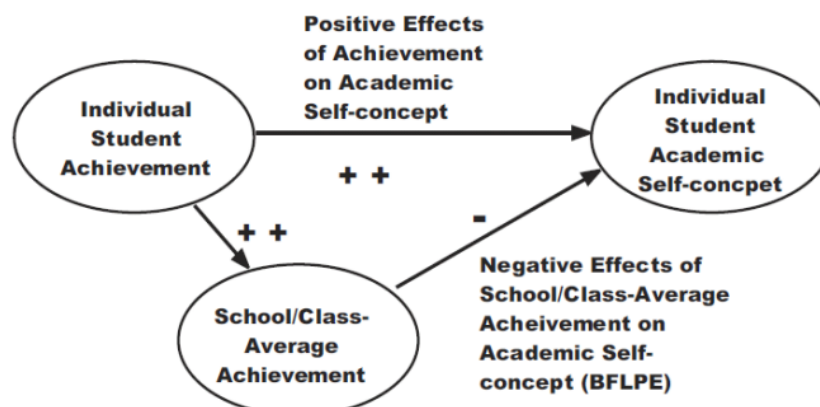 Positive Effects
of Achievement
on Academic
Self-concept
Individual
Student
Achievement
Individual
Student
Academic
Self-concpet
+ +
+ +
-
School/Class-
Average
Achievement
Negative Effects of
School/Class-Average
Acheivement on
Academic Self-
concept (BFLPE)